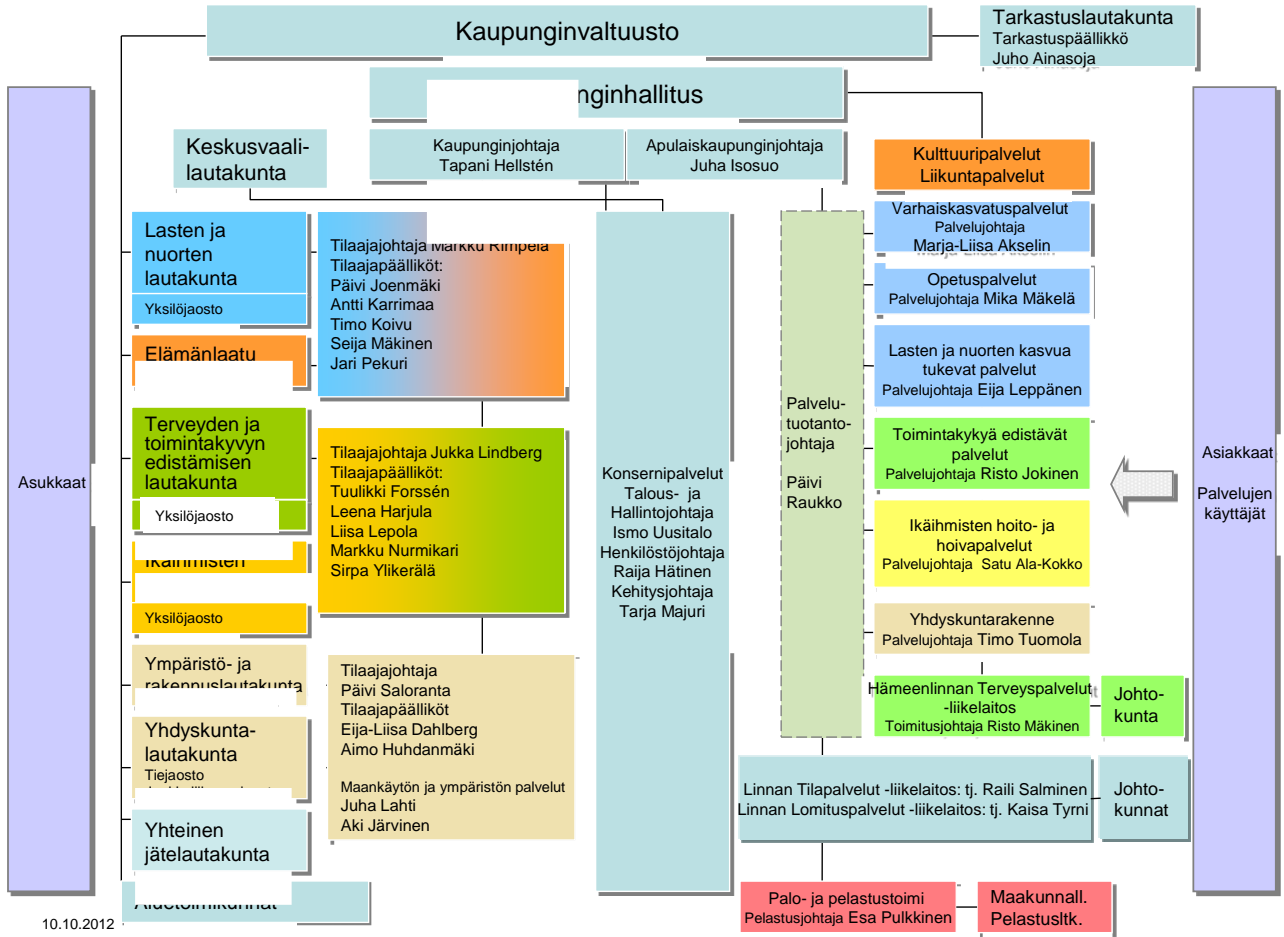 Kaupunginvaltuusto
Tarkastuslautakunta
Tarkastuspäällikkö
Juho Ainasoja
nginhallitus
Keskusvaali-
lautakunta
Kaupunginjohtaja
Tapani Hellstén
Apulaiskaupunginjohtaja
Juha Isosuo
Kulttuuripalvelut
Liikuntapalvelut
Asukkaat
Lasten ja
nuorten
lautakunta
Yksilöjaosto
Elämänlaatu
Terveyden ja
toimintakyvyn
edistämisen
lautakunta
Yksilöjaosto
Ikäihmisten
Yksilöjaosto
Ympäristö- ja
rakennuslautakunta
Yhdyskunta-
lautakunta
Tiejaosto
Yhteinen
jätelautakunta
Aluetoimikunnat
10.10.2012
Tilaajajohtaja Markku Rimpelä
Tilaajapäälliköt:
Päivi Joenmäki
Antti Karrimaa
Timo Koivu
Seija Mäkinen
Jari Pekuri
Tilaajajohtaja Jukka Lindberg
Tilaajapäälliköt:
Tuulikki Forssén
Leena Harjula
Liisa Lepola
Markku Nurmikari
Sirpa Ylikerälä
Tilaajajohtaja
Päivi Saloranta
Tilaajapäälliköt
Eija-Liisa Dahlberg
Aimo Huhdanmäki
Maankäytön ja ympäristön palvelut
Juha Lahti
Aki Järvinen
Konsernipalvelut
Talous- ja
Hallintojohtaja
Ismo Uusitalo
Henkilöstöjohtaja
Raija Hätinen
Kehitysjohtaja
Tarja Majuri
Palvelu-
tuotanto-
johtaja
Päivi
Raukko
Varhaiskasvatuspalvelut
Palvelujohtaja
Marja-Liisa Akselin
Opetuspalvelut
Palvelujohtaja Mika Mäkelä
Lasten ja nuorten kasvua
tukevat palvelut
Palvelujohtaja Eija Leppänen
Toimintakykyä edistävät
palvelut
Palvelujohtaja Risto Jokinen
Ikäihmisten hoito- ja
hoivapalvelut
Palvelujohtaja Satu Ala-Kokko
Yhdyskuntarakenne
Palvelujohtaja Timo Tuomola
Hämeenlinnan Terveyspalvelut
-liikelaitos
Toimitusjohtaja Risto Mäkinen
Johto-
kunta
Linnan Tilapalvelut -liikelaitos: tj. Raili Salminen
Linnan Lomituspalvelut -liikelaitos: tj. Kaisa Tyrni
Johto-
kunnat
Palo- ja pelastustoimi
Pelastusjohtaja Esa Pulkkinen
Maakunnall.
Pelastusltk.
Asiakkaat
Palvelujen
käyttäjät